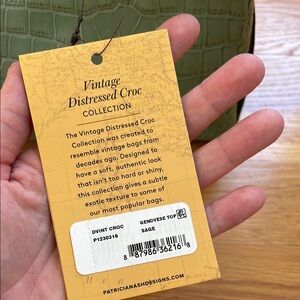 Vintage
Distressed Croc
COLLECTION
The Vintage Distressed Croc
Collection was created to
resemble vintage bags from
decades ago. Designed to
have a soft, authentic look
that isn't too hard or shiny,
this collection gives a subtle
exotic texture to some of
our most popular bags.
DVINT CROC GENOVESE TOP
P1230316 SAGE
8 87986 36216 8
PATRICIANASHDESIGNS.COM